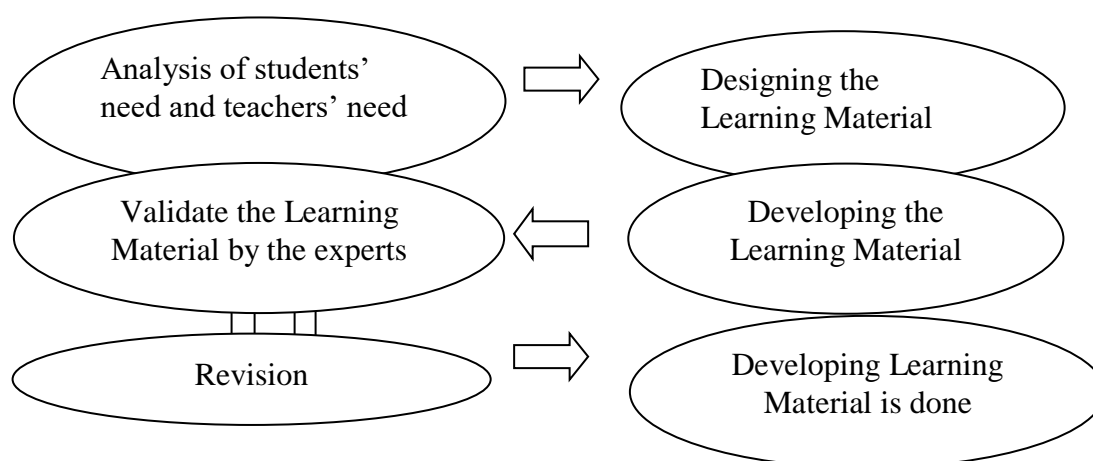 Analysis of students’
need and teachers’ need
Designing the
Learning Material
Validate the Learning
Material by the experts
Developing the
Learning Material
Revision
Developing Learning
Material is done